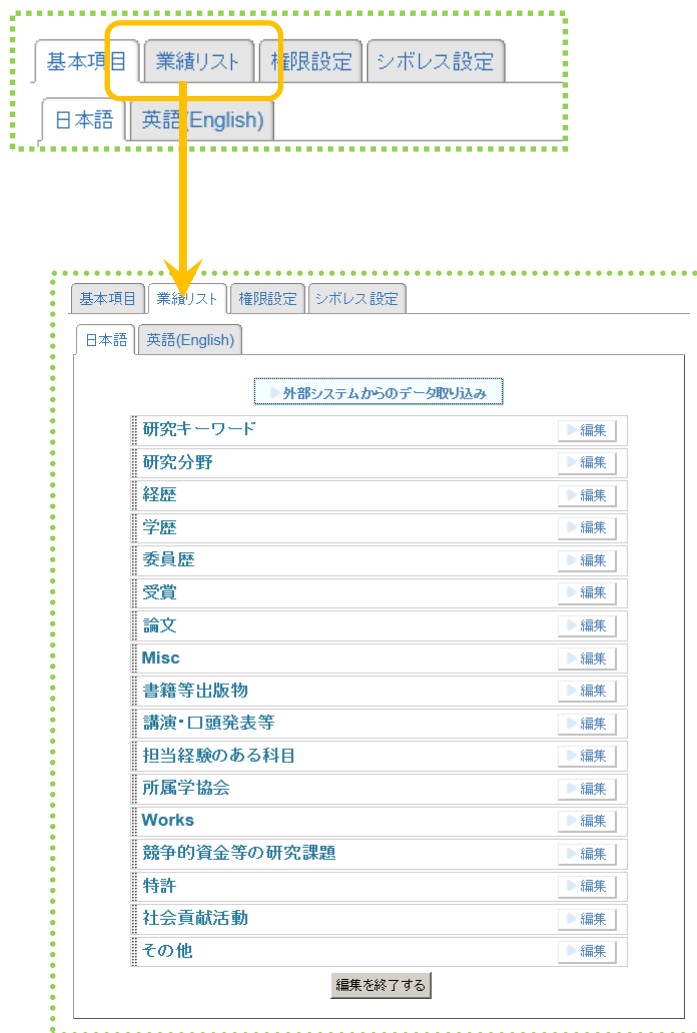 基本項目 業績リスト 権限設定 シボレス設定
日本語 英語(English)
基本項目 業績リスト 権限設定 シボレス設定
日本語 英語(English)
外部システムからのデータ取り込み
研究キーワード 編集
研究分野 編集
経歴 編集
学歴 編集
委員歴 編集
受賞 編集
論文 編集
Misc 編集
書籍等出版物 編集
講演・口頭発表等 編集
担当経験のある科目 編集
所属学協会 編集
Works 編集
競争的資金等の研究課題 編集
特許 編集
社会貢献活動 編集
その他 編集
編集を終了する